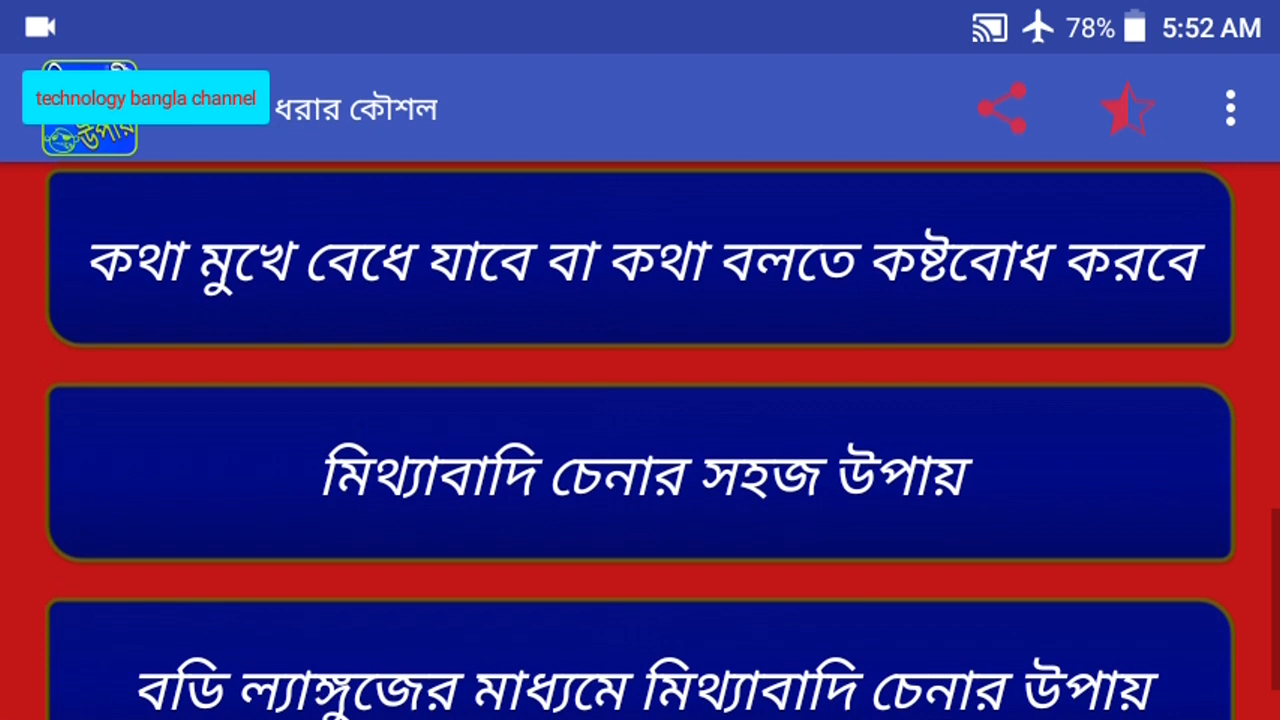 78% 5:52 AM
technology bangla channel
ধরার কৌশল
উপায়
কথা মুখে বেধে যাবে বা কথা বলতে কষ্টবোধ করবে
মিথ্যাবাদি চেনার সহজ উপায়
বডি ল্যাঙ্গুজের মাধ্যমে মিথ্যাবাদি চেনার উপায়